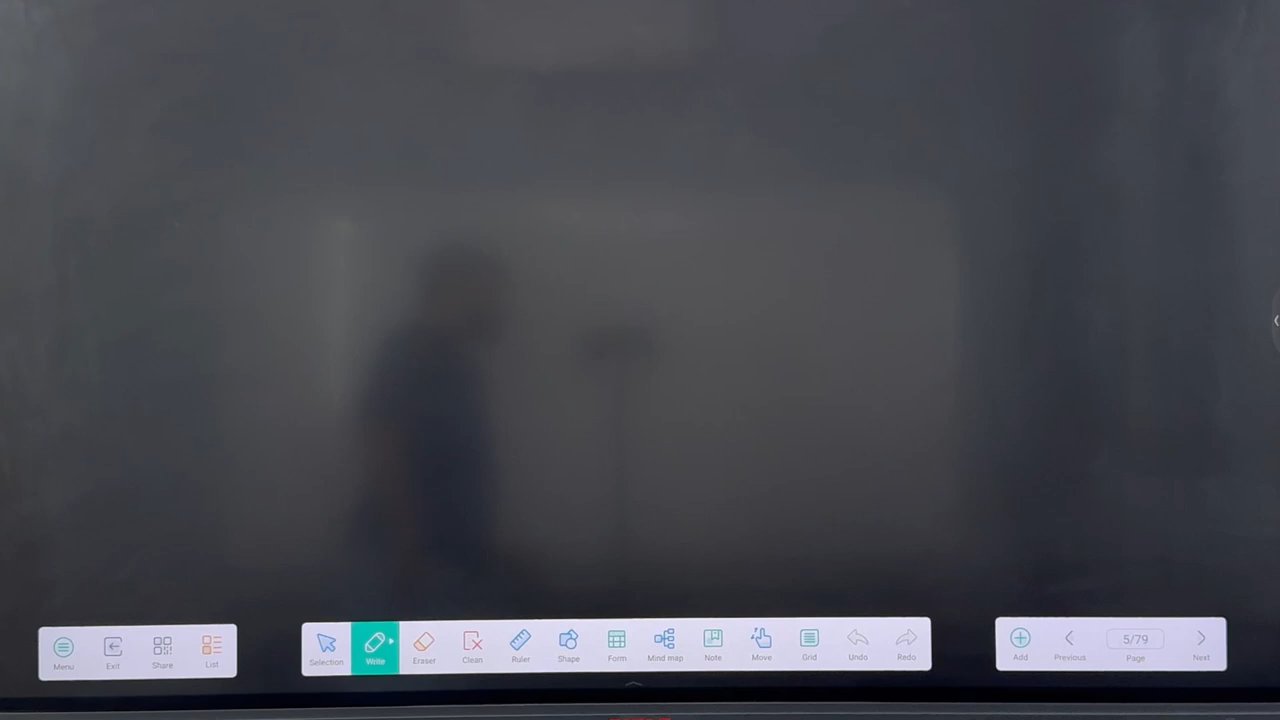 Menu Exit Share List
Selection Write Eraser Clean Ruler Shape Form Mind map Note Move Grid Undo Redo
Add Previous 5/79 Page Next